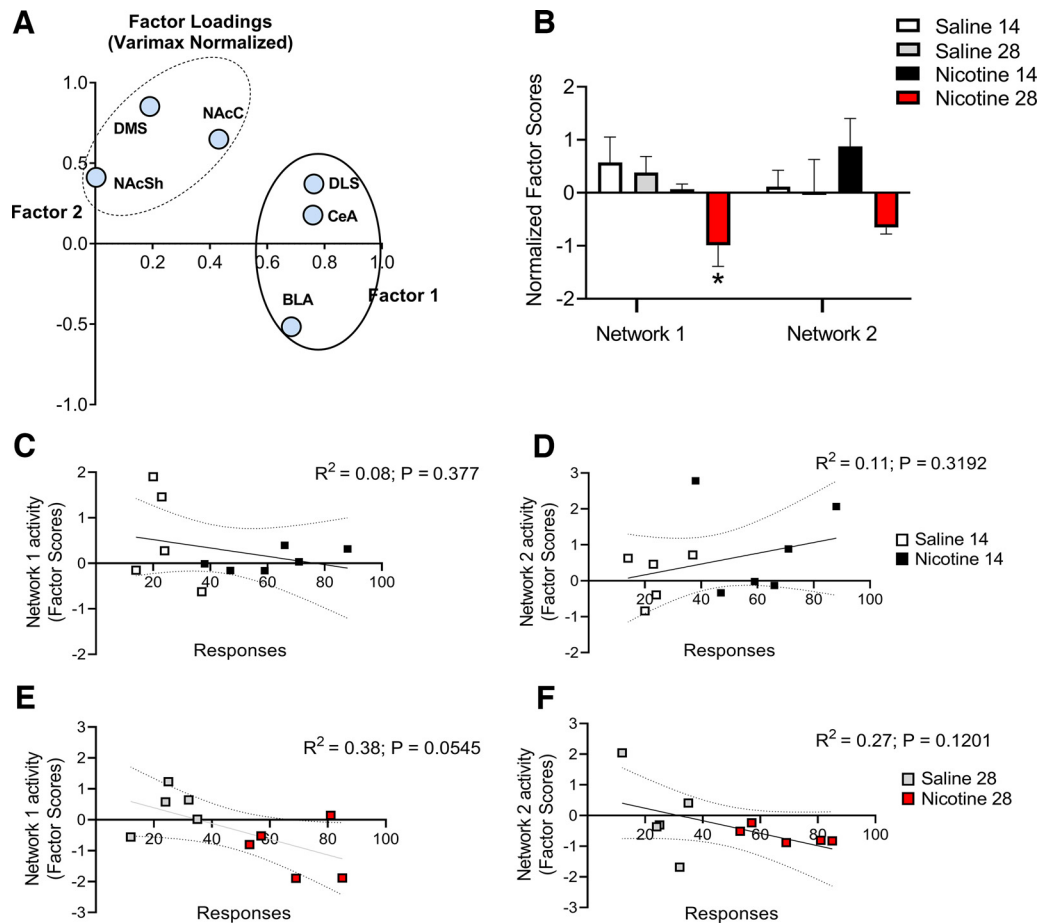 A
Factor Loadings
(Varimax Normalized)
1.0
DMS
NAcC
0.5
NAcSh
DLS
Factor 2
CeA
0.0
0.2
0.4
0.6
0.8
1.0
Factor 1
BLA
-0.5
-1.0
B
Saline 14
Saline 28
Nicotine 14
Nicotine 28
Normalized Factor Scores
2
1
0
-1
-2
*
Network 1
Network 2
C
R2 = 0.08; P = 0.377
Network 1 activity
(Factor Scores)
2
1
0
-1
-2
20
40
60
80
100
Responses
D
R2 = 0.11; P = 0.3192
Network 2 activity
(Factor Scores)
3
2
1
0
-1
-2
20
40
60
80
100
Responses
Saline 14
Nicotine 14
E
R2 = 0.38; P = 0.0545
Network 1 activity
(Factor Scores)
3
2
1
0
-1
-2
-3
20
40
60
80
100
Responses
F
R2 = 0.27; P = 0.1201
Network 2 activity
(Factor Scores)
3
2
1
0
-1
-2
-3
20
40
60
80
100
Responses
Saline 28
Nicotine 28